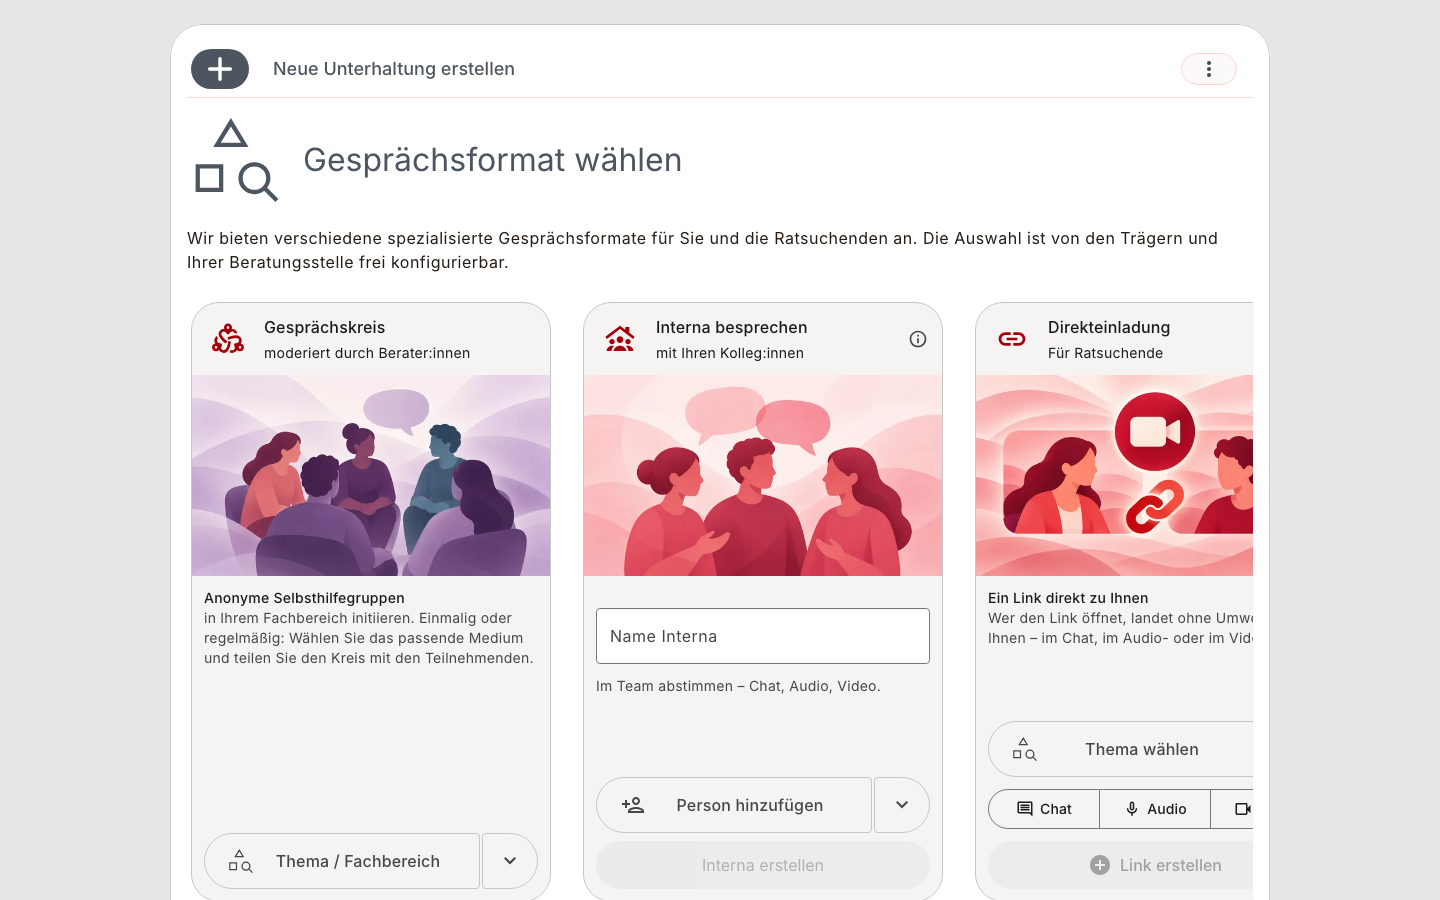 Neue Unterhaltung erstellen
Gesprächsformat wählen
Wir bieten verschiedene spezialisierte Gesprächsformate für Sie und die Ratsuchenden an. Die Auswahl ist von den Trägern und
Ihrer Beratungsstelle frei konfigurierbar.
Gesprächskreis
moderiert durch Berater:innen
Anonyme Selbsthilfegruppen
in Ihrem Fachbereich initiieren. Einmalig oder
regelmäßig: Wählen Sie das passende Medium
und teilen Sie den Kreis mit den Teilnehmenden.
Thema / Fachbereich
Interna besprechen
mit Ihren Kolleg:innen
Name Interna
Im Team abstimmen – Chat, Audio, Video.
Person hinzufügen
Interna erstellen
Direkteinladung
Für Ratsuchende
Ein Link direkt zu Ihnen
Wer den Link öffnet, landet ohne
Ihnen – im Chat, im Audio- oder im
Thema wählen
Chat
Audio
Link erstellen